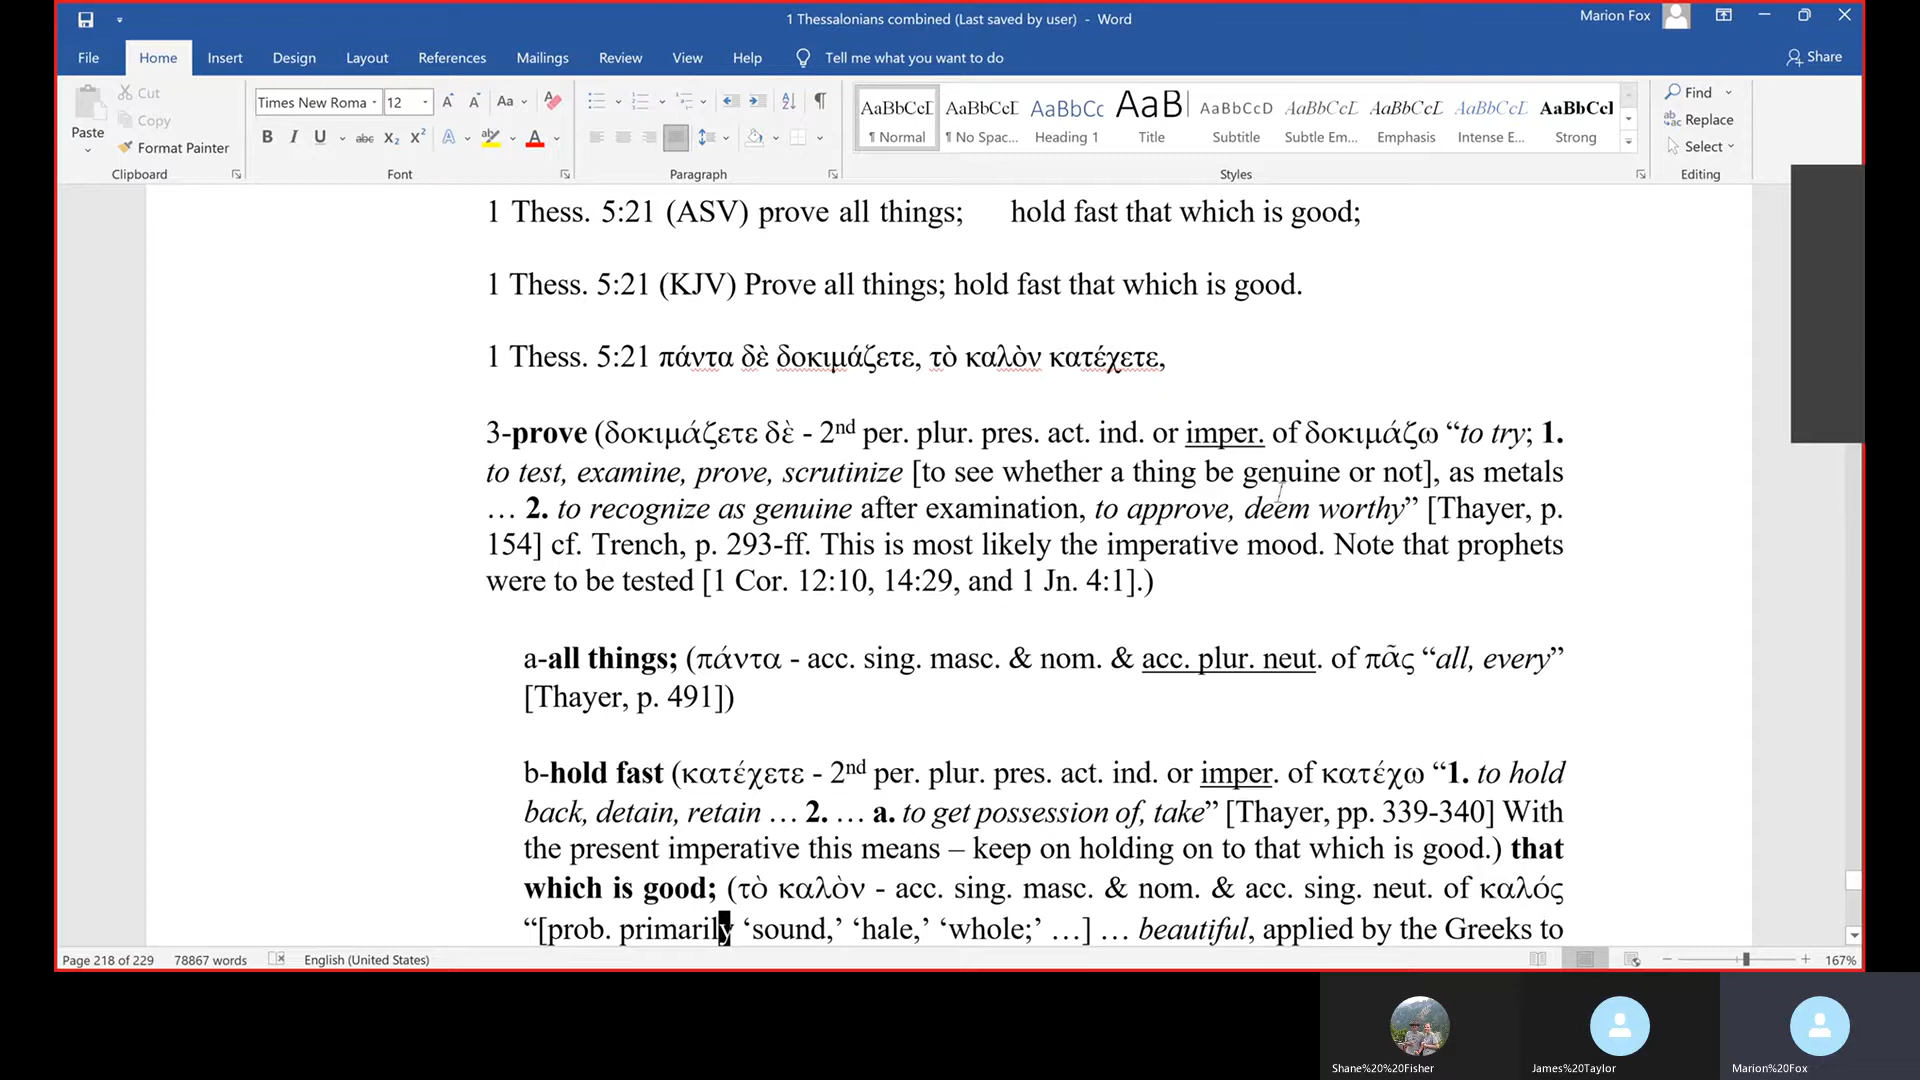 1 Thessalonians combined (Last saved by user) - Word
Marion Fox
File Home Insert Design Layout References Mailings Review View Help Tell me what you want to do Share
Paste
Cut
Copy
Format Painter
Clipboard
Times New Roma 12
Font
Paragraph
AaBbCcD AaBbCcD AaBbCc AaB AaBbCcD AaBbCcD AaBbCcD AaBbCcD AaBbCcD
¶ Normal ¶ No Spac... Heading 1 Title Subtitle Subtle Em... Emphasis Intense E... Strong
Styles
Find
Replace
Select
Editing
1 Thess. 5:21 (ASV) prove all things; hold fast that which is good;
1 Thess. 5:21 (KJV) Prove all things; hold fast that which is good.
1 Thess. 5:21 πάντα δὲ δοκιμάζετε, τὸ καλὸν κατέχετε,
3-prove (δοκιμάζετε δὲ - 2nd per. plur. pres. act. ind. or imper. of δοκιμάζω “to try; 1.
to test, examine, prove, scrutinize [to see whether a thing be genuine or not], as metals
… 2. to recognize as genuine after examination, to approve, deem worthy” [Thayer, p.
154] cf. Trench, p. 293-ff. This is most likely the imperative mood. Note that prophets
were to be tested [1 Cor. 12:10, 14:29, and 1 Jn. 4:1].)
a-all things; (πάντα - acc. sing. masc. & nom. & acc. plur. neut. of πᾶς “all, every”
[Thayer, p. 491])
b-hold fast (κατέχετε - 2nd per. plur. pres. act. ind. or imper. of κατέχω “1. to hold
back, detain, retain … 2. … a. to get possession of, take” [Thayer, pp. 339-340] With
the present imperative this means – keep on holding on to that which is good.) that
which is good; (τὸ καλὸν - acc. sing. masc. & nom. & acc. sing. neut. of καλός
“[prob. primarily ‘sound,’ ‘hale,’ ‘whole;’ …] … beautiful, applied by the Greeks to
Page 218 of 229 78867 words English (United States) 167%
Shane%20%20Fisher James%20Taylor Marion%20Fox